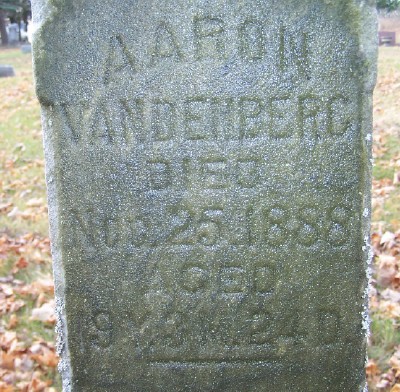 AARON
VANDENBERG
DIED
NOV. 25. 1888
AGED
9 Y. 3 M. 24 D.